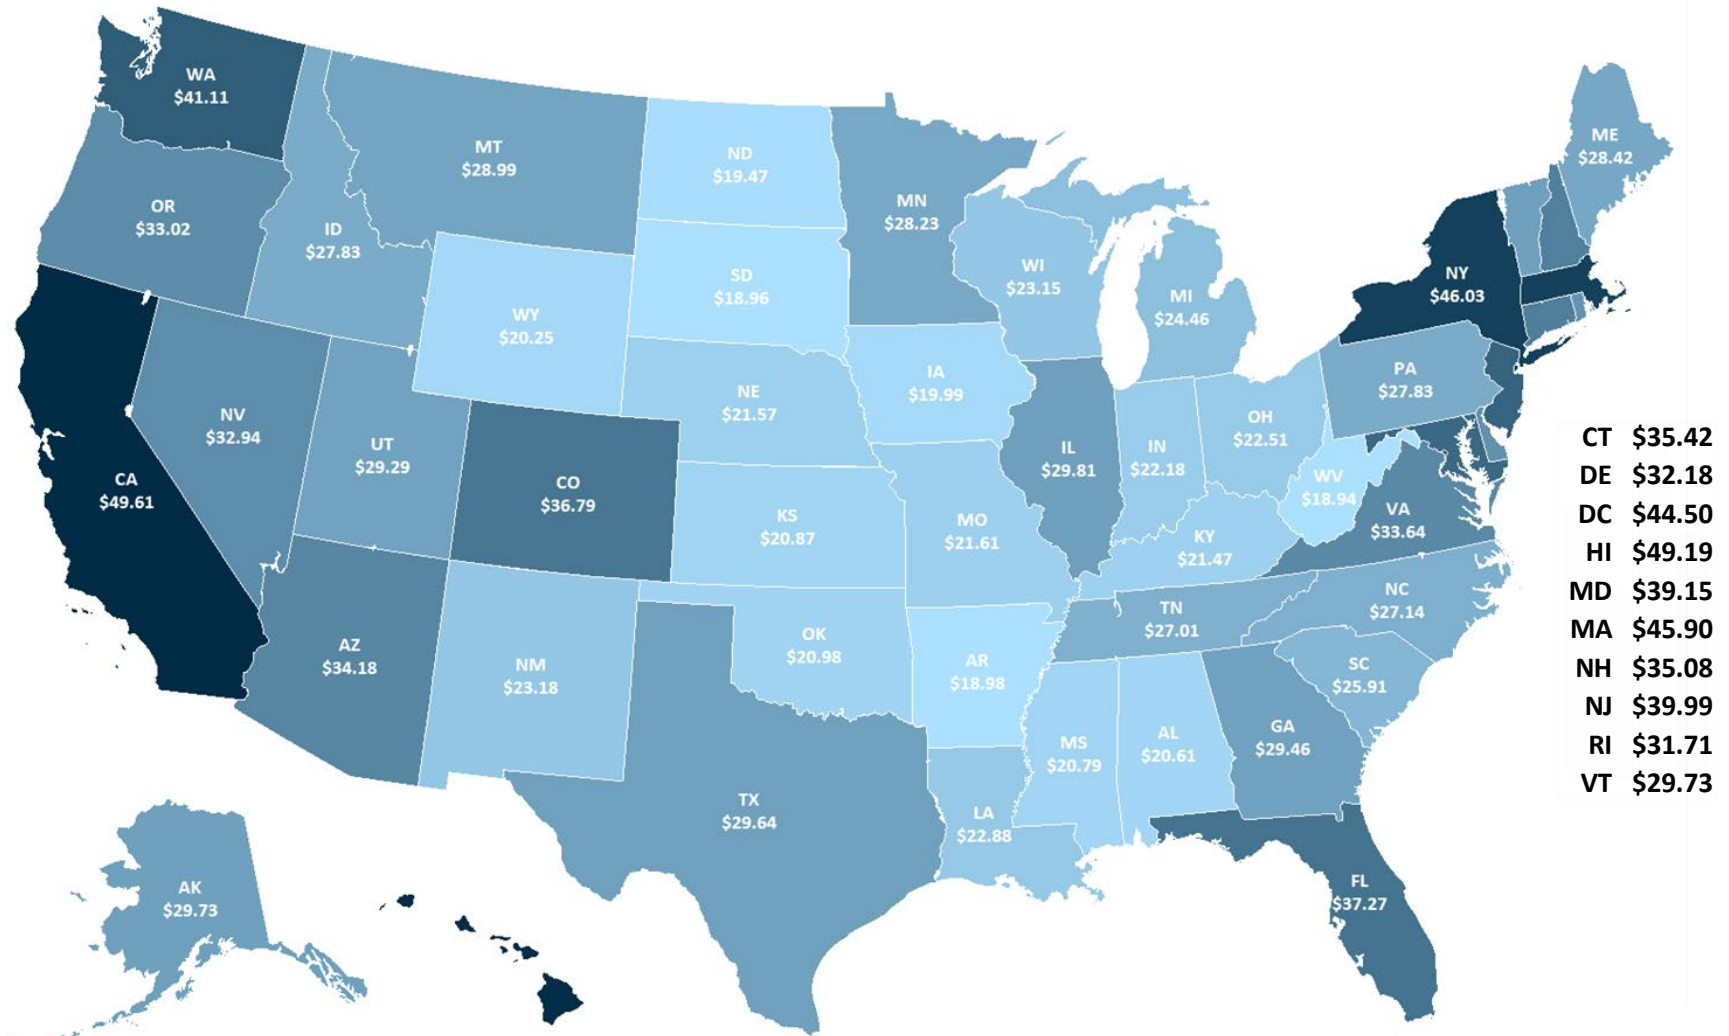 WA
$41.11
MT
$28.99
ND
$19.47
MN
$28.23
ME
$28.42
OR
$33.02
ID
$27.83
SD
$18.96
WI
$23.15
MI
$24.46
NY
$46.03
WY
$20.25
IA
$19.99
PA
$27.83
NE
$21.57
NV
$32.94
UT
$29.29
CO
$36.79
IL
$29.81
IN
$22.18
OH
$22.51
WV
$18.94
VA
$33.64
CA
$49.61
KS
$20.87
MO
$21.61
KY
$21.47
NC
$27.14
TN
$27.01
AZ
$34.18
NM
$23.18
OK
$20.98
AR
$18.98
SC
$25.91
MS
$20.79
AL
$20.61
GA
$29.46
TX
$29.64
LA
$22.88
AK
$29.73
FL
$37.27
CT $35.42
DE $32.18
DC $44.50
HI $49.19
MD $39.15
MA $45.90
NH $35.08
NJ $39.99
RI $31.71
VT $29.73